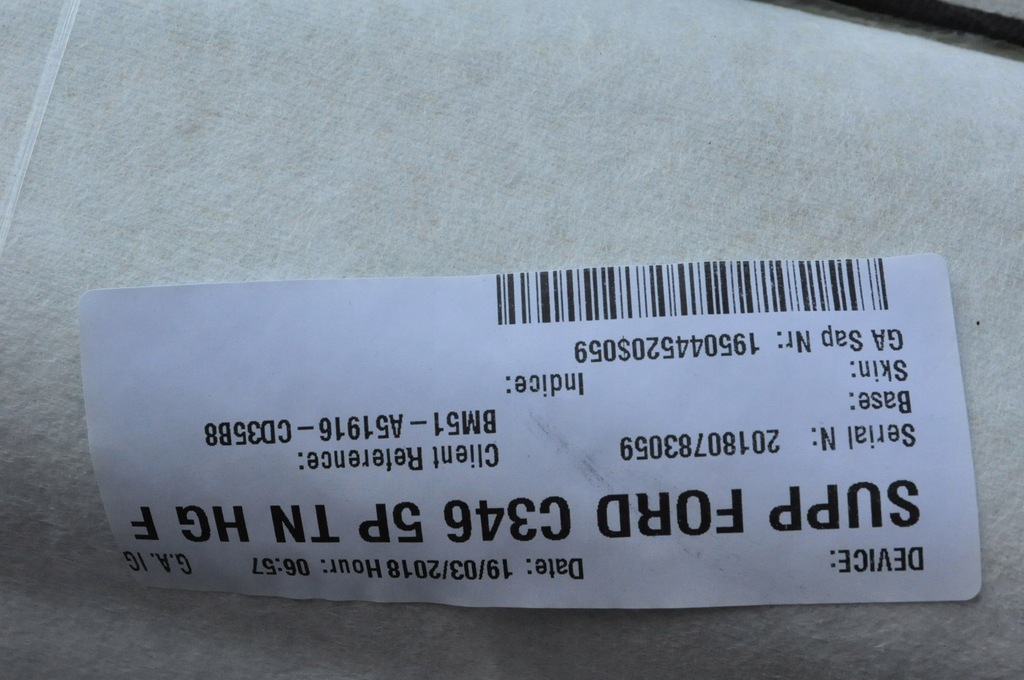 DEVICE: Date: 19/03/2018 Hour: 06:57 G.A. IG
SUPP FORD C346 5P TN HG F
Serial N: 20180783059 Client Reference:
BM51-A51916-CD35B8
Base:
Skin: Indice:
GA Sap Nr: 195044520$059